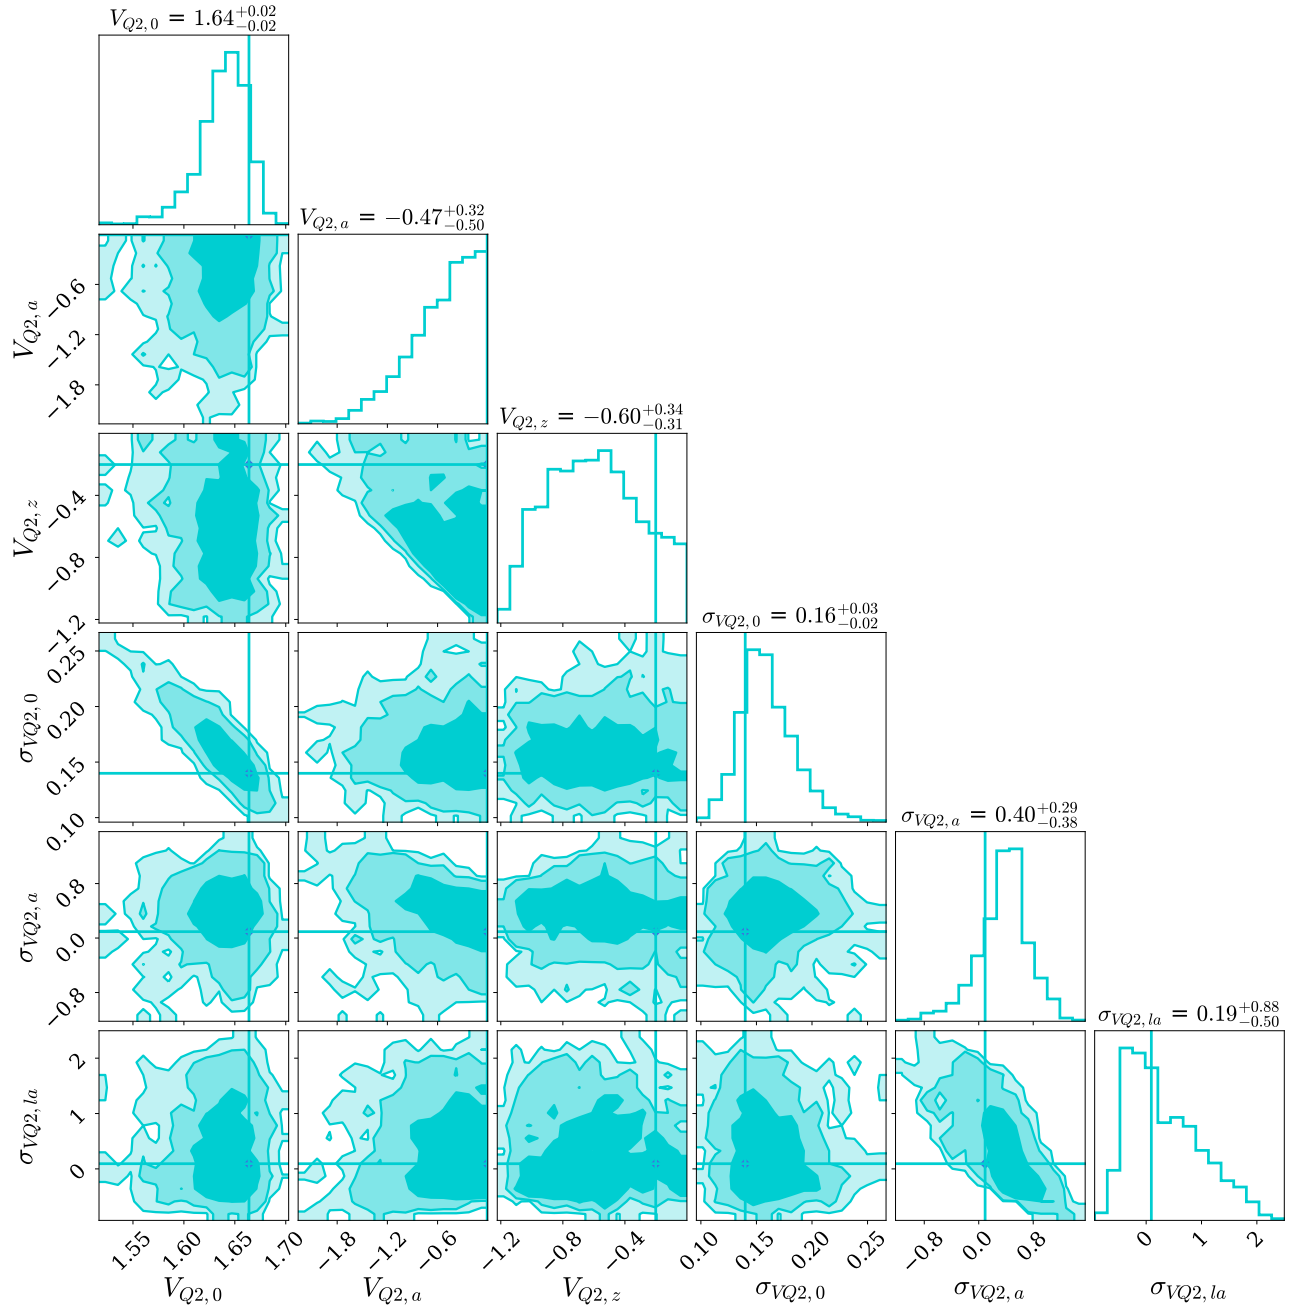 V_{Q2,0} = 1.64^{+0.02}_{-0.02}
V_{Q2,a} = −0.47^{+0.32}_{-0.50}
−0.6
−1.2
−1.8
V_{Q2,a}
V_{Q2,z} = −0.60^{+0.34}_{-0.31}
−0.4
−0.8
−1.2
V_{Q2,z}
σ_{VQ2,0} = 0.16^{+0.03}_{-0.02}
0.25
0.20
0.15
0.10
σ_{VQ2,0}
σ_{VQ2,a} = 0.40^{+0.29}_{-0.38}
0.8
0.0
−0.8
σ_{VQ2,a}
σ_{VQ2,la} = 0.19^{+0.88}_{-0.50}
2
1
0
σ_{VQ2,la}
1.55 1.60 1.65 1.70 −1.8 −1.2 −0.6 −1.2 −0.8 −0.4 0.10 0.15 0.20 0.25 −0.8 0.0 0.8 0 1 2
V_{Q2,0} V_{Q2,a} V_{Q2,z} σ_{VQ2,0} σ_{VQ2,a} σ_{VQ2,la}